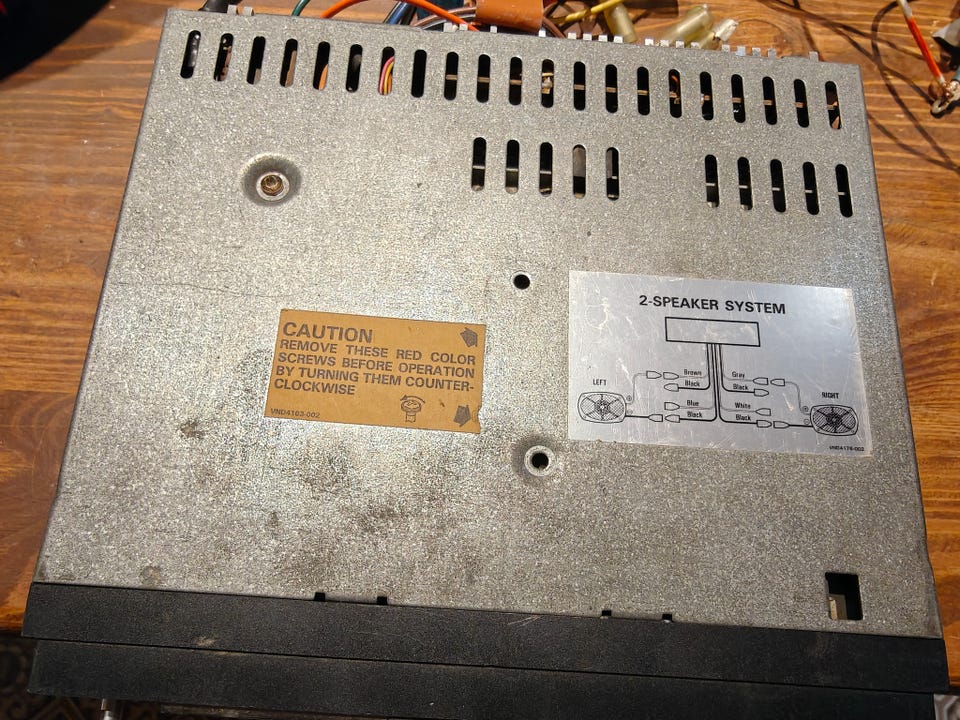 CAUTION
REMOVE THESE RED COLOR
SCREWS BEFORE OPERATION
BY TURNING THEM COUNTER-
CLOCKWISE
VND4163-002
2-SPEAKER SYSTEM
Brown
Gray
LEFT
Black
Black
RIGHT
Blue
White
Black
Black
VND4176-002